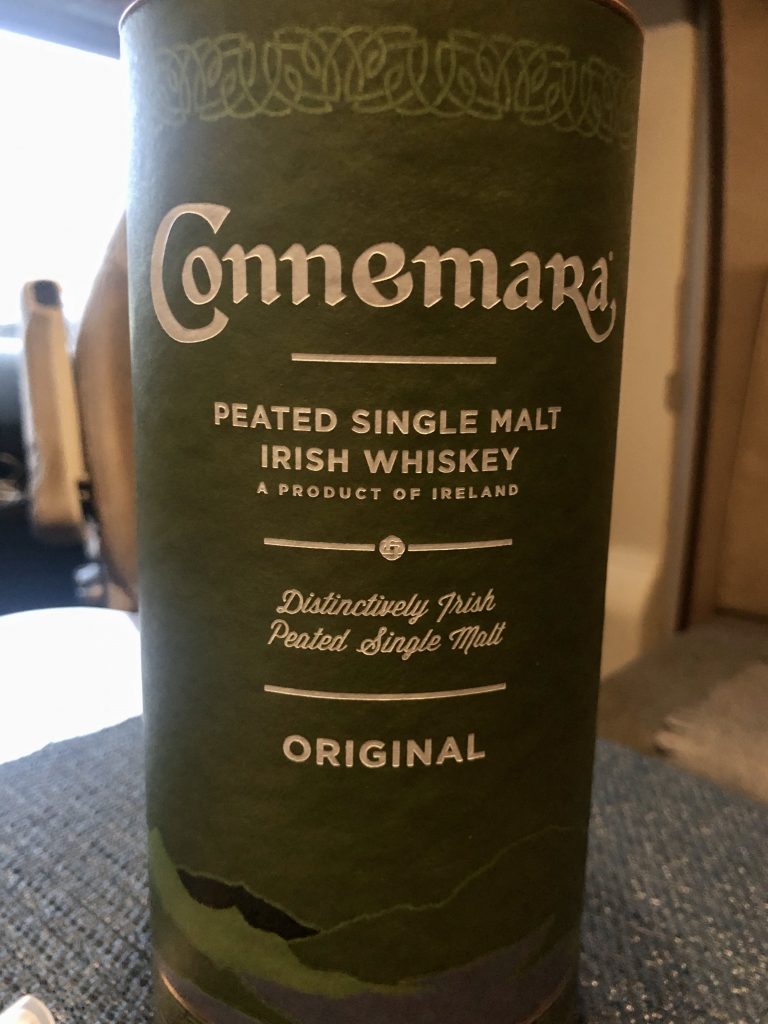 Connemara
PEATED SINGLE MALT
IRISH WHISKEY
A PRODUCT OF IRELAND
Distinctively Irish
Peated Single Malt
ORIGINAL